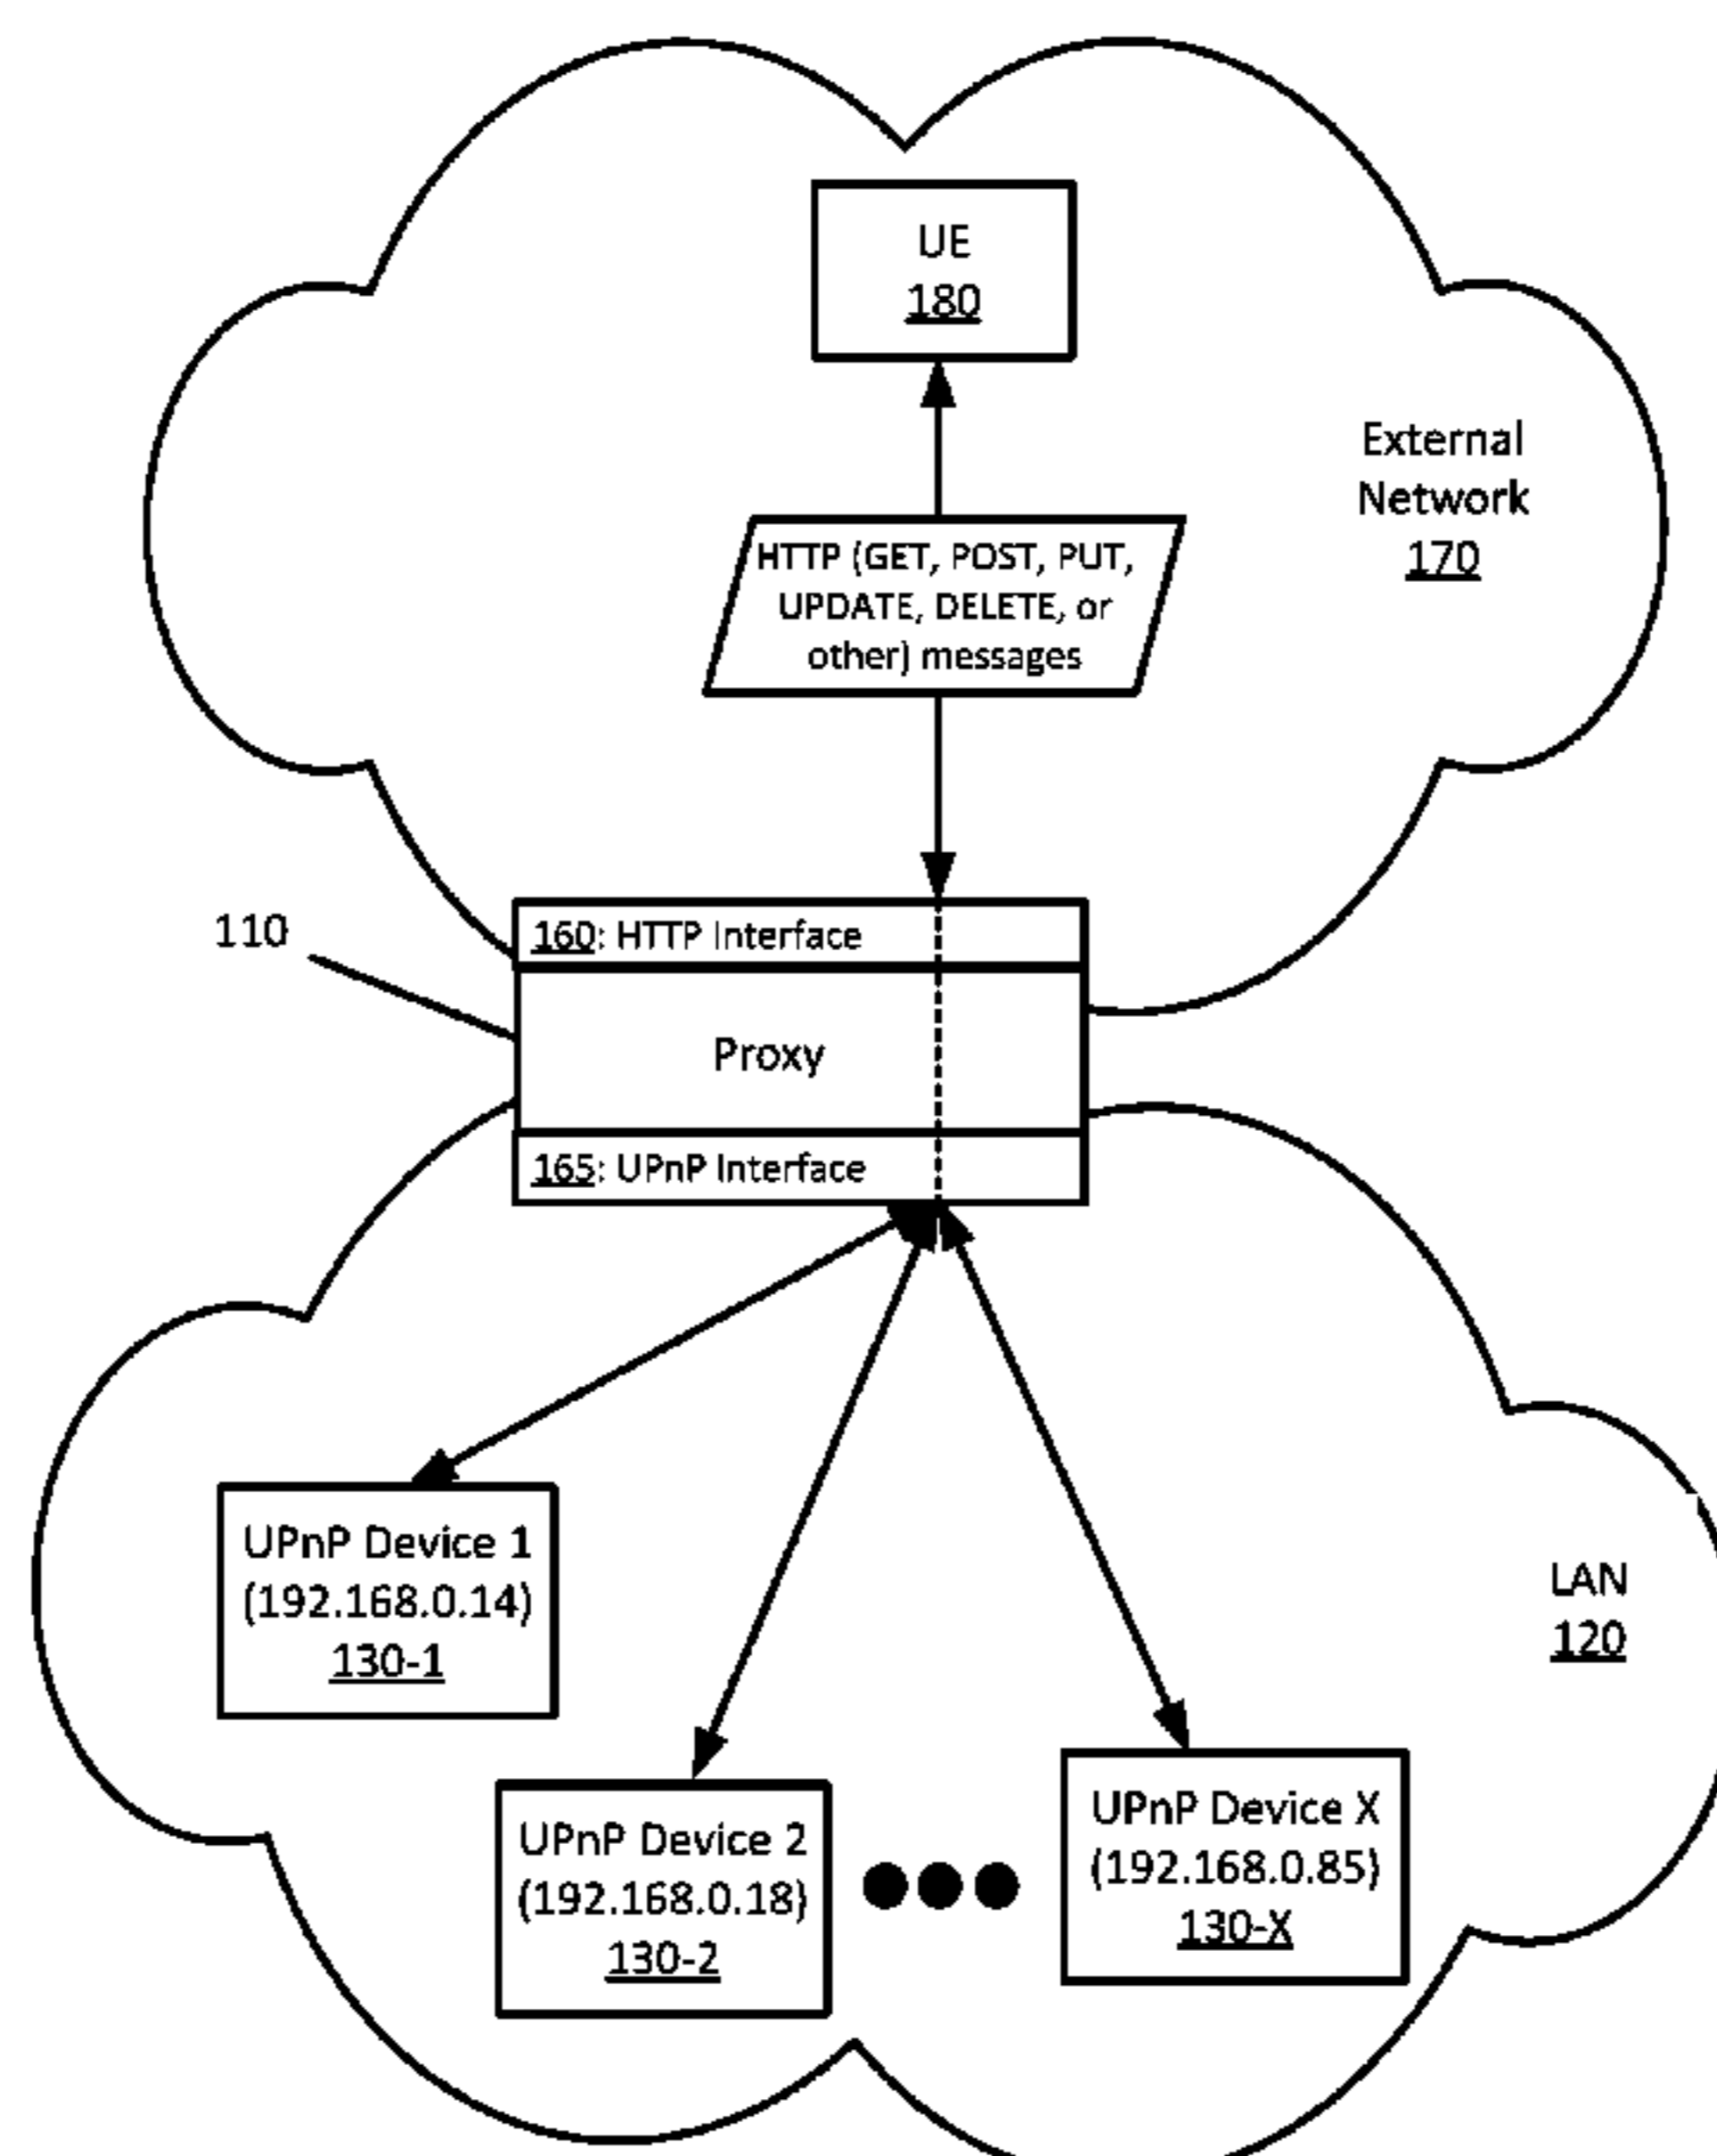 UE
180
External
Network
170
HTTP (GET, POST, PUT,
UPDATE, DELETE, or
other) messages
110
160: HTTP Interface
Proxy
165: UPnP Interface
UPnP Device 1
(192.168.0.14)
130-1
LAN
120
UPnP Device 2
(192.168.0.18)
130-2
UPnP Device X
(192.168.0.85)
130-X